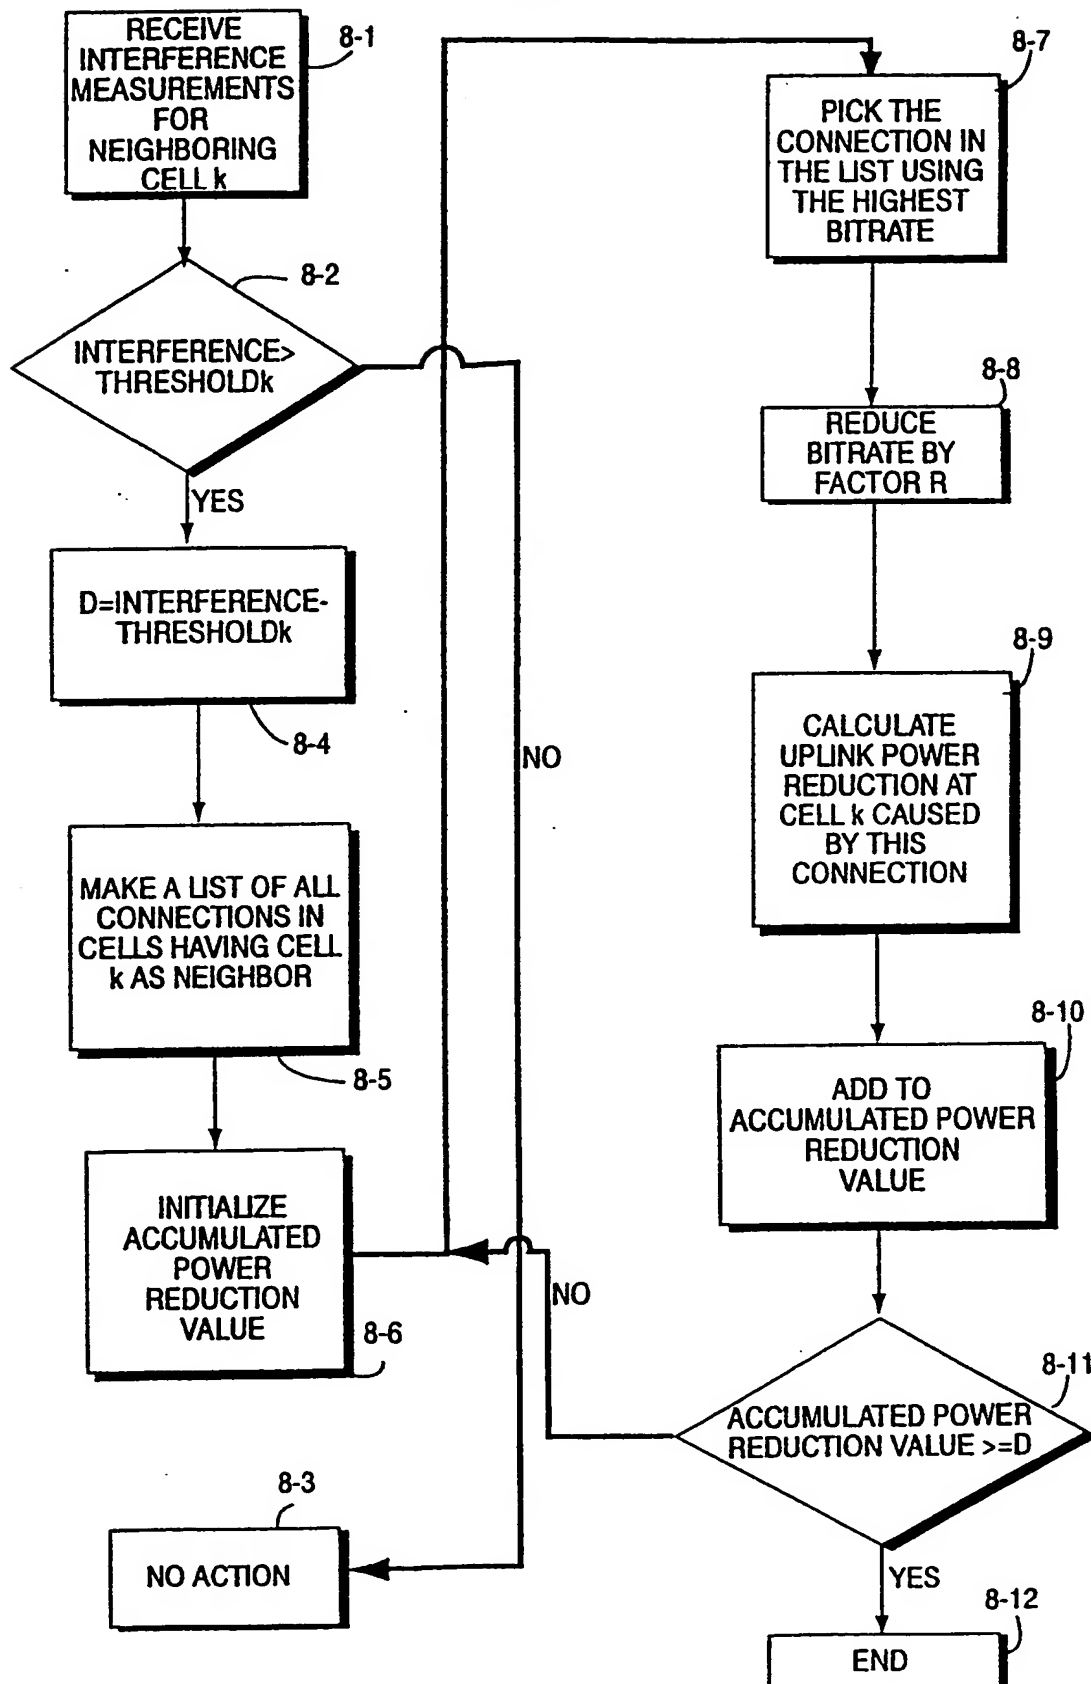 RECEIVE
INTERFERENCE
MEASUREMENTS
FOR
NEIGHBORING
CELL k
8-1
8-2
INTERFERENCE>
THRESHOLDk
YES
D=INTERFERENCE-
THRESHOLDk
8-4
NO
MAKE A LIST OF ALL
CONNECTIONS IN
CELLS HAVING CELL
k AS NEIGHBOR
8-5
INITIALIZE
ACCUMULATED
POWER
REDUCTION
VALUE
8-6
8-3
NO ACTION
8-7
PICK THE
CONNECTION IN
THE LIST USING
THE HIGHEST
BITRATE
8-8
REDUCE
BITRATE BY
FACTOR R
8-9
CALCULATE
UPLINK POWER
REDUCTION AT
CELL k CAUSED
BY THIS
CONNECTION
8-10
ADD TO
ACCUMULATED POWER
REDUCTION
VALUE
NO
8-11
ACCUMULATED POWER
REDUCTION VALUE >=D
YES
8-12
END